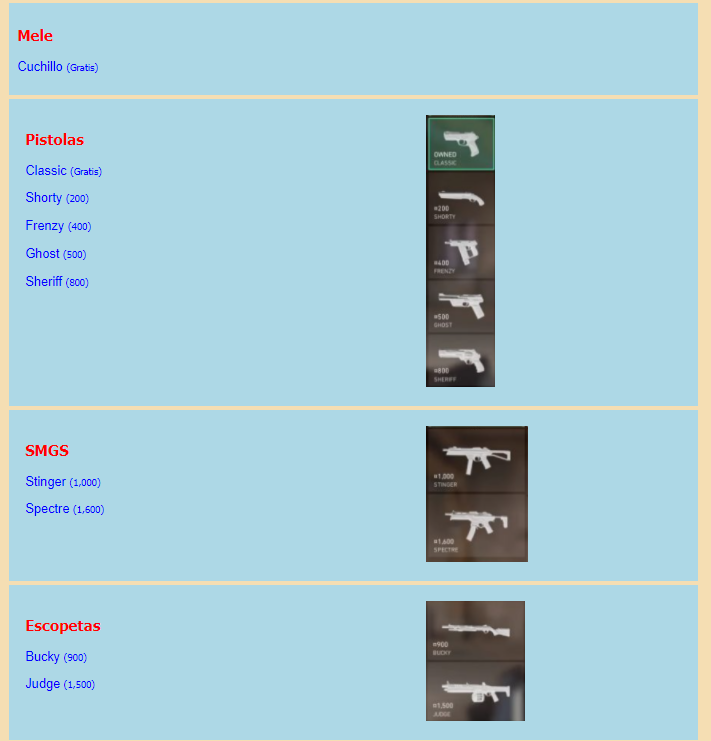 Mele
Cuchillo (Gratis)
Pistolas
Classic (Gratis)
Shorty (200)
Frenzy (400)
Ghost (500)
Sheriff (800)
OWNED
CLASSIC
¤200
SHORTY
¤400
FRENZY
¤500
GHOST
¤800
SHERIFF
SMGS
Stinger (1,000)
Spectre (1,600)
¤1,000
STINGER
¤1,600
SPECTRE
Escopetas
Bucky (900)
Judge (1,500)
¤900
BUCKY
¤1,500
JUDGE